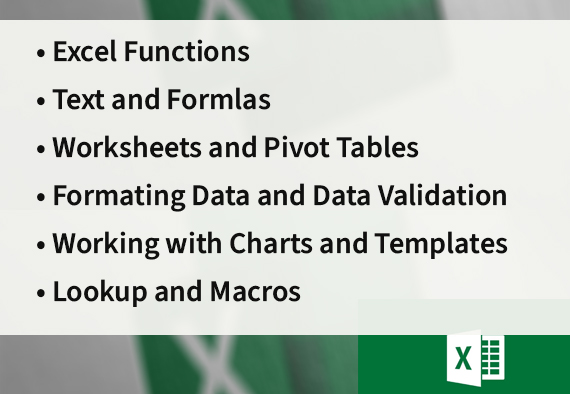 • Excel Functions
• Text and Formlas
• Worksheets and Pivot Tables
• Formating Data and Data Validation
• Working with Charts and Templates
• Lookup and Macros
X